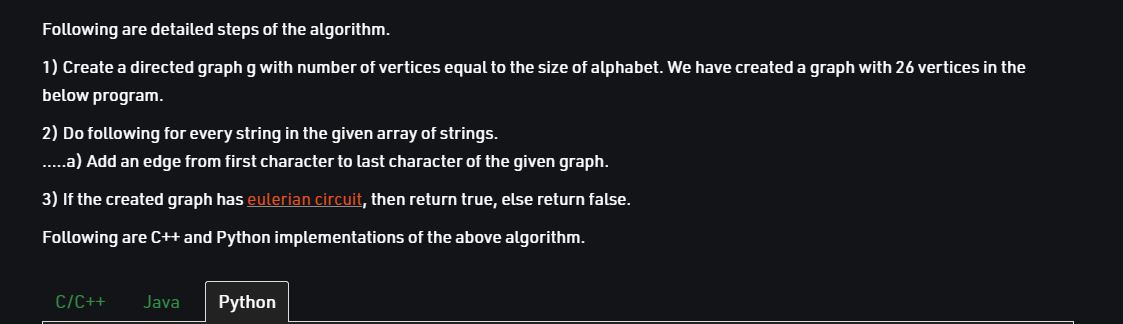 Following are detailed steps of the algorithm.
1) Create a directed graph g with number of vertices equal to the size of alphabet. We have created a graph with 26 vertices in the
below program.
2) Do following for every string in the given array of strings.
.....a) Add an edge from first character to last character of the given graph.
3) If the created graph has eulerian circuit, then return true, else return false.
Following are C++ and Python implementations of the above algorithm.
C/C++ Java Python